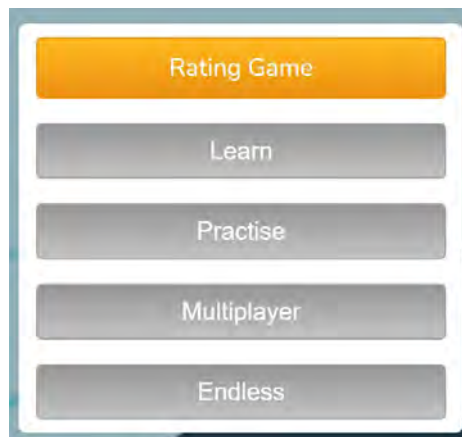 Rating Game
Learn
Practise
Multiplayer
Endless